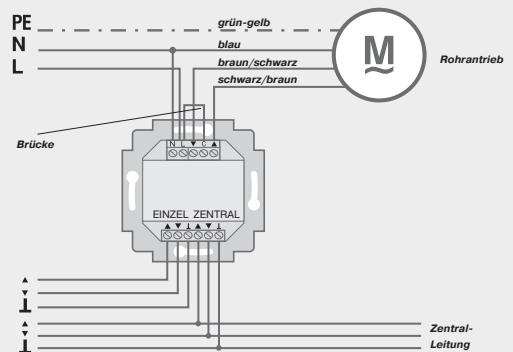 PE
grün-gelb
N
blau
L
braun/schwarz
schwarz/braun
M
Rohrantrieb
Brücke
N L ▼ C ▲
EINZEL ZENTRAL
▲ ▼ ⊥ ▲ ▼ ⊥
▲
▼
⊥
▲
▼
⊥
Zentral-
Leitung